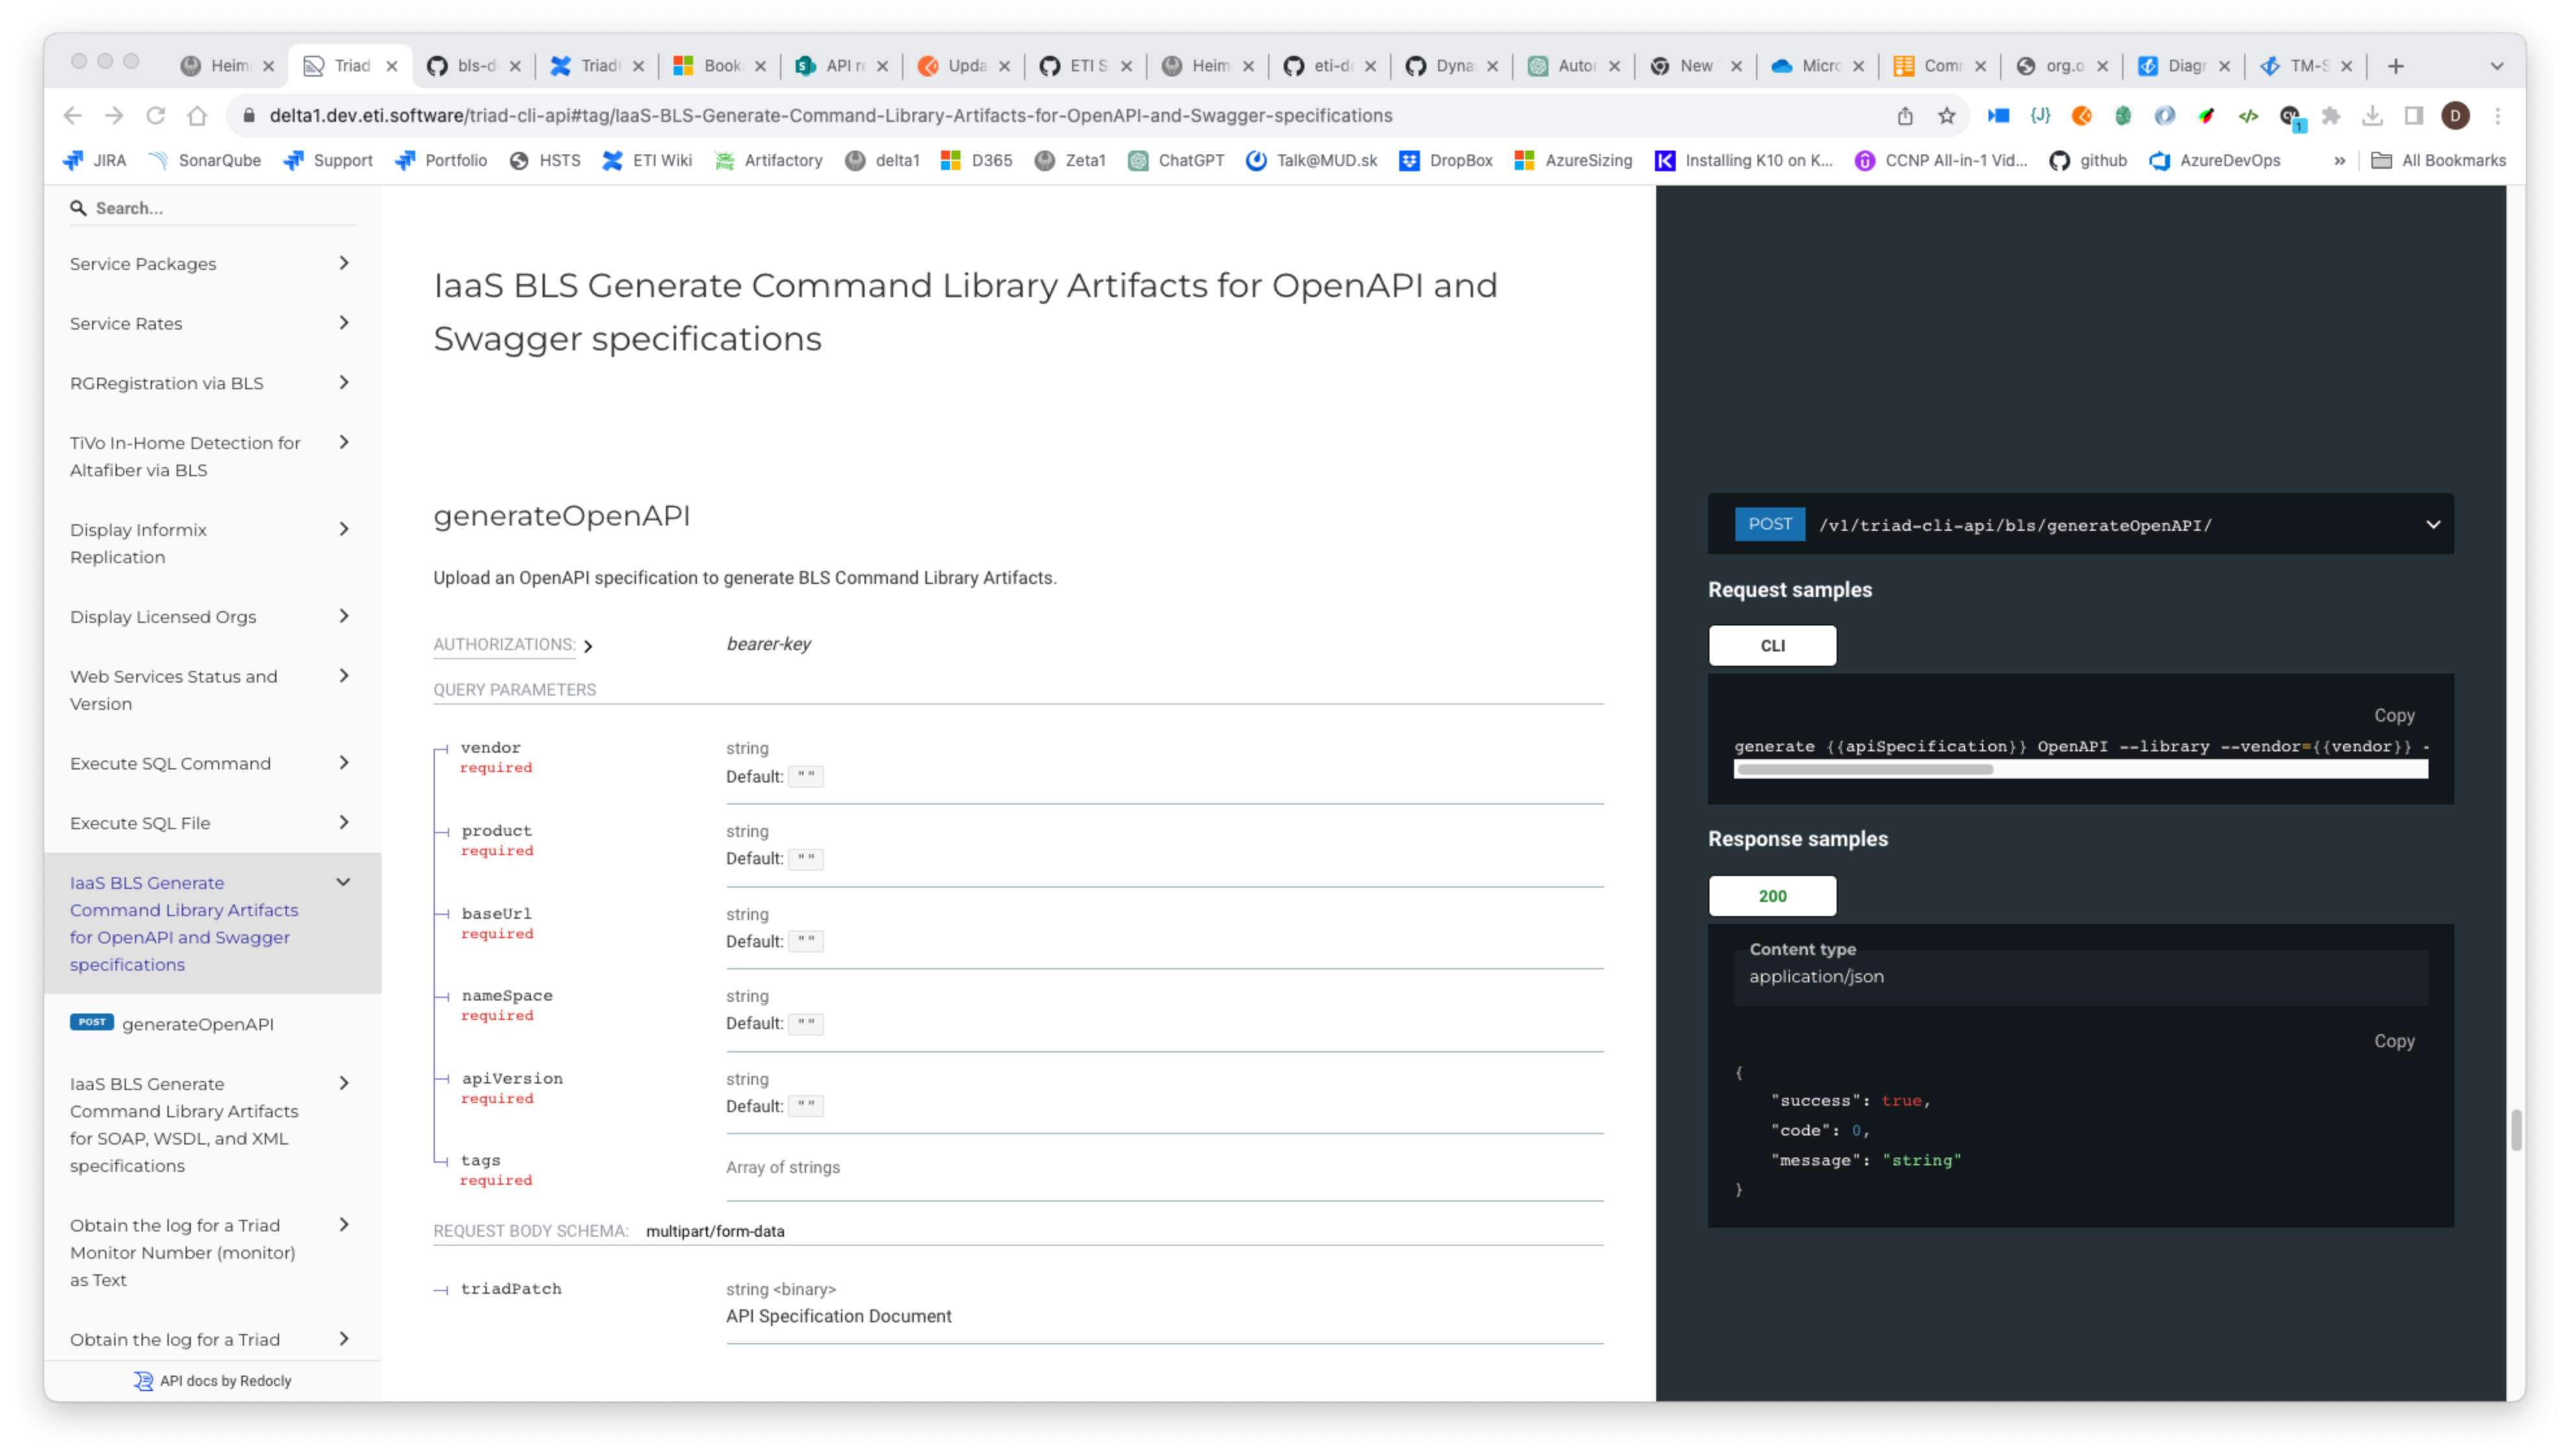 Heim
Triad
bls-d
Triad
Book
API re
Upda
ETI S
Heim
eti-d
Dyna
Autor
New
Micro
Com
org.o
Diagr
TM-S
delta1.dev.eti.software/triad-cli-api#tag/IaaS-BLS-Generate-Command-Library-Artifacts-for-OpenAPI-and-Swagger-specifications
{J}
</>
1
D
JIRA
SonarQube
Support
Portfolio
HSTS
ETI Wiki
Artifactory
delta1
D365
Zeta1
ChatGPT
Talk@MUD.sk
DropBox
AzureSizing
Installing K10 on K...
CCNP All-in-1 Vid...
github
AzureDevOps
»
All Bookmarks
Search...
Service Packages
Service Rates
RGRegistration via BLS
TiVo In-Home Detection for
Altafiber via BLS
Display Informix
Replication
Display Licensed Orgs
Web Services Status and
Version
Execute SQL Command
Execute SQL File
IaaS BLS Generate
Command Library Artifacts
for OpenAPI and Swagger
specifications
POST generateOpenAPI
IaaS BLS Generate
Command Library Artifacts
for SOAP, WSDL, and XML
specifications
Obtain the log for a Triad
Monitor Number (monitor)
as Text
Obtain the log for a Triad
API docs by Redocly
IaaS BLS Generate Command Library Artifacts for OpenAPI and
Swagger specifications
generateOpenAPI
Upload an OpenAPI specification to generate BLS Command Library Artifacts.
AUTHORIZATIONS: bearer-key
QUERY PARAMETERS
vendor string
required Default: ""
product string
required Default: ""
baseUrl string
required Default: ""
nameSpace string
required Default: ""
apiVersion string
required Default: ""
tags Array of strings
required
REQUEST BODY SCHEMA: multipart/form-data
triadPatch string <binary>
API Specification Document
POST /v1/triad-cli-api/bls/generateOpenAPI/
Request samples
CLI
Copy
generate {{apiSpecification}} OpenAPI --library --vendor={{vendor}} -
Response samples
200
Content type
application/json
Copy
{
"success": true,
"code": 0,
"message": "string"
}